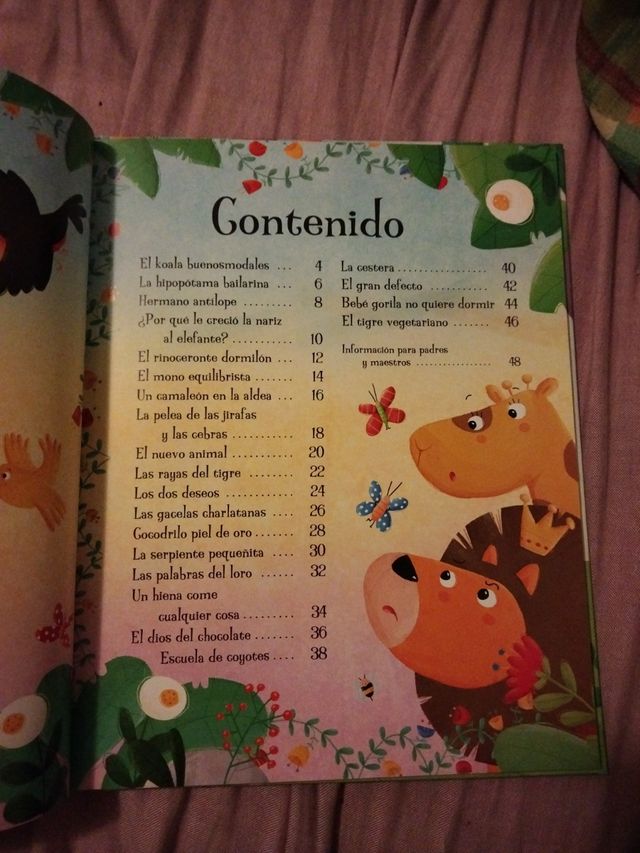 Contenido
El koala buenosmodales ... 4
La hipopótama bailarina ... 6
Hermano antílope ......... 8
¿Por qué le creció la nariz
al elefante? ........... 10
El rinoceronte dormilón ... 12
El mono equilibrista ....... 14
Un camaleón en la aldea ... 16
La pelea de las jirafas
y las cebras ........... 18
El nuevo animal .......... 20
Las rayas del tigre ........ 22
Los dos deseos ............ 24
Las gacelas charlatanas .... 26
Cocodrilo piel de oro ...... 28
La serpiente pequeñita .... 30
Las palabras del loro ...... 32
Un hiena come
cualquier cosa ......... 34
El dios del chocolate ....... 36
Escuela de coyotes .... 38
La cestera ................ 40
El gran defecto ........... 42
Bebé gorila no quiere dormir 44
El tigre vegetariano ....... 46
Información para padres
y maestros ................ 48